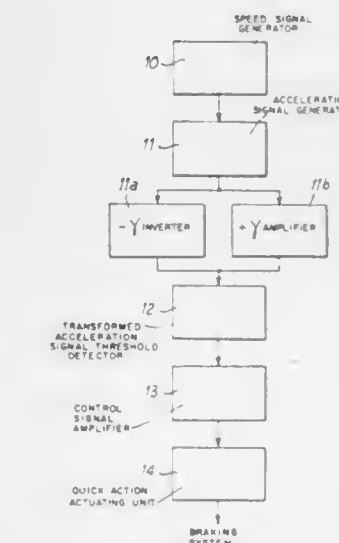 SPEED SIGNAL
GENERATOR
10
ACCELERATION
SIGNAL GENERATOR
11
11a
11b
- γ INVERTER
+ γ AMPLIFIER
12
TRANSFORMED
ACCELERATION
SIGNAL THRESHOLD
DETECTOR
13
CONTROL
SIGNAL
AMPLIFIER
14
QUICK ACTION
ACTUATING UNIT
BRAKING
SYSTEM